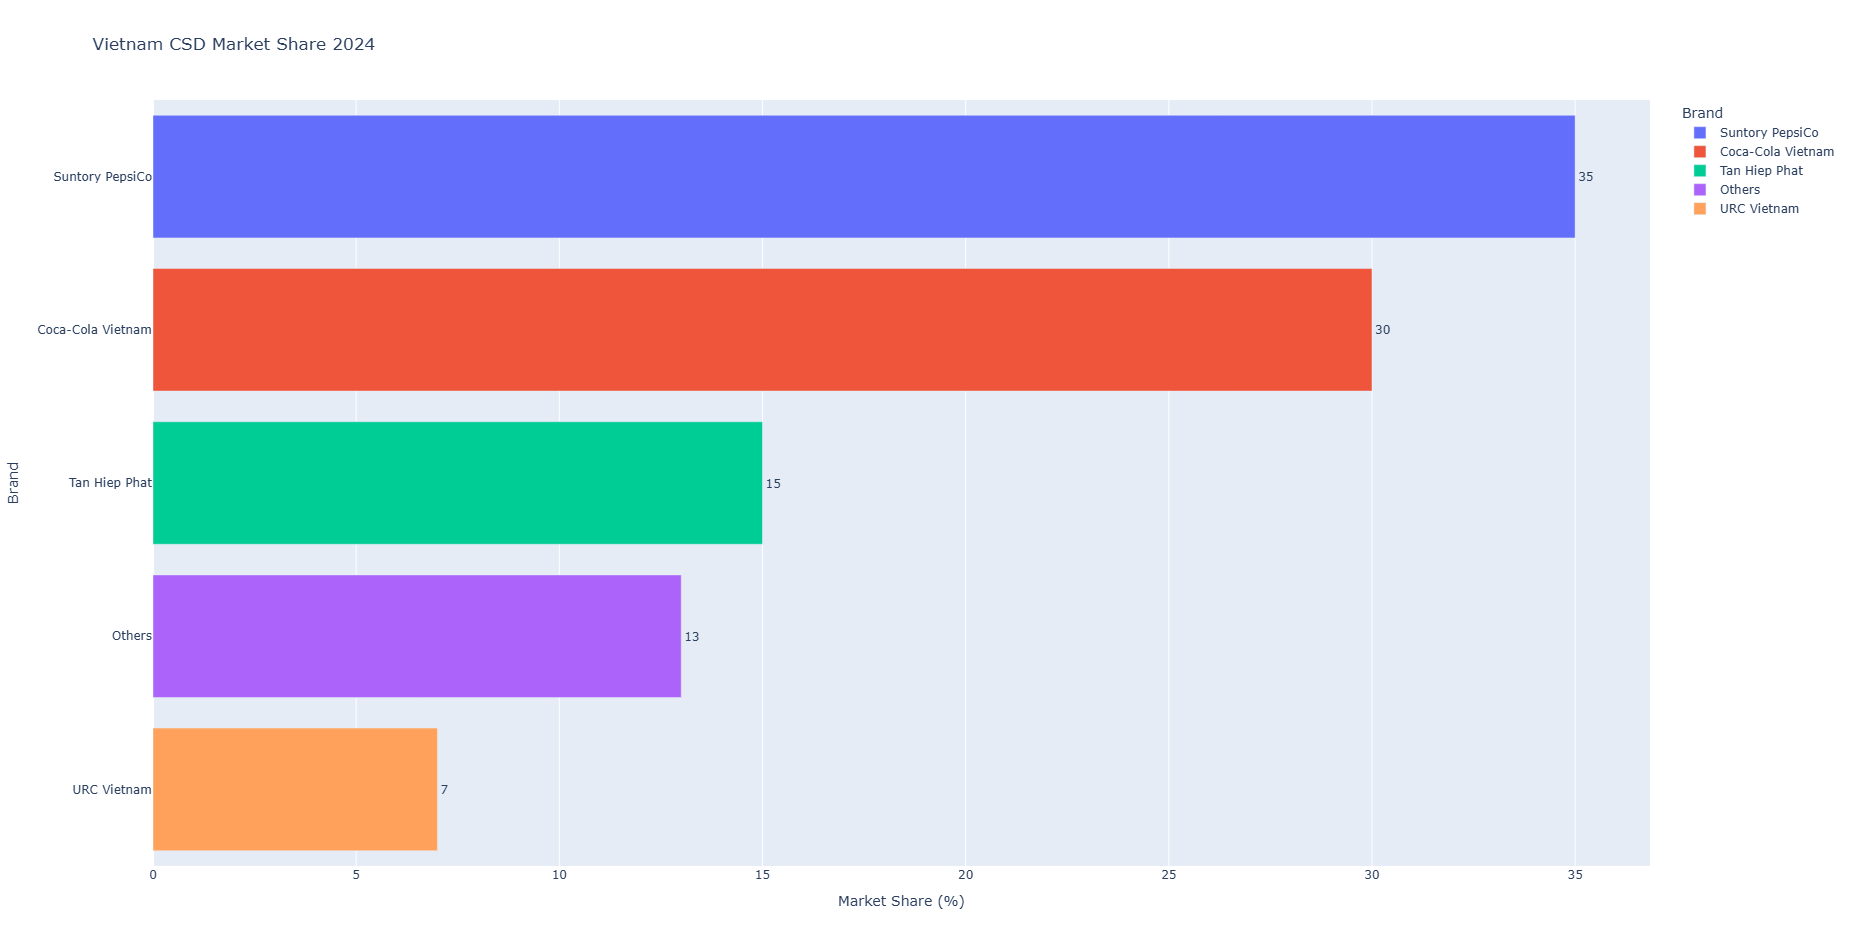 Vietnam CSD Market Share 2024
Brand
Suntory PepsiCo
Coca-Cola Vietnam
Tan Hiep Phat
Others
URC Vietnam
Suntory PepsiCo 35
Coca-Cola Vietnam 30
Tan Hiep Phat 15
Others 13
URC Vietnam 7
Brand
0 5 10 15 20 25 30 35
Market Share (%)